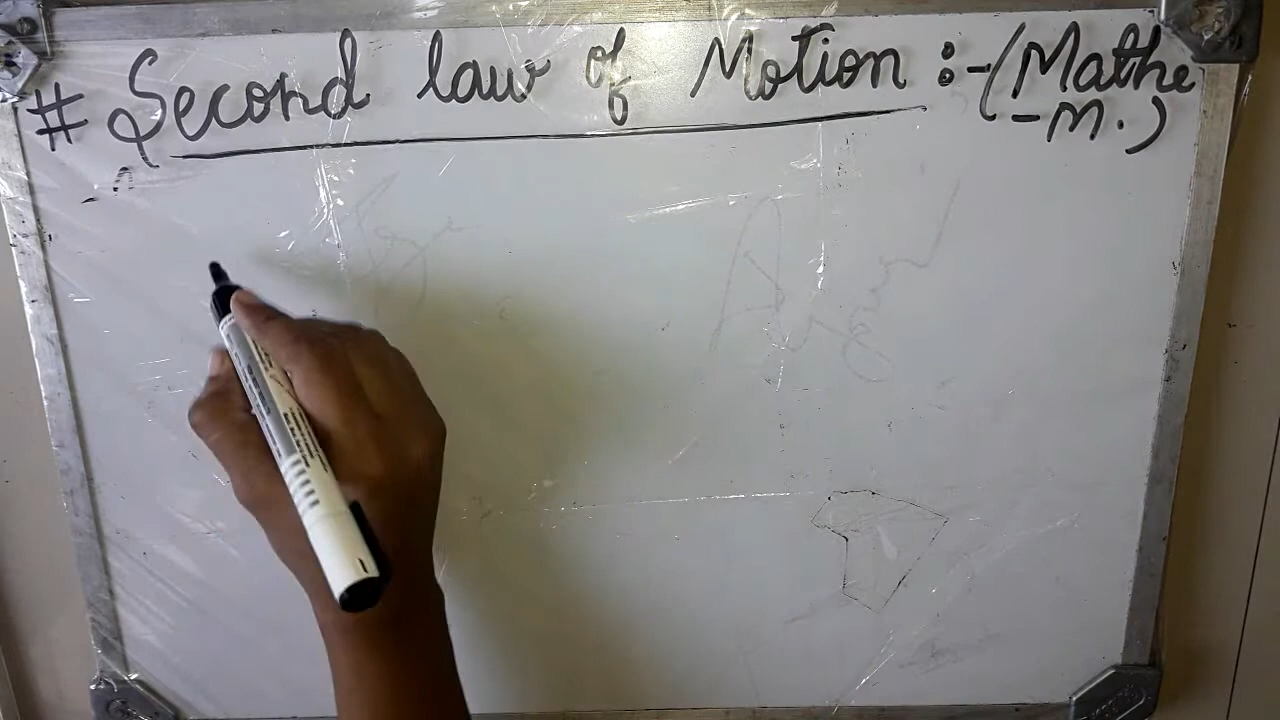 # Second law of Motion :-(Mathe
-M.)